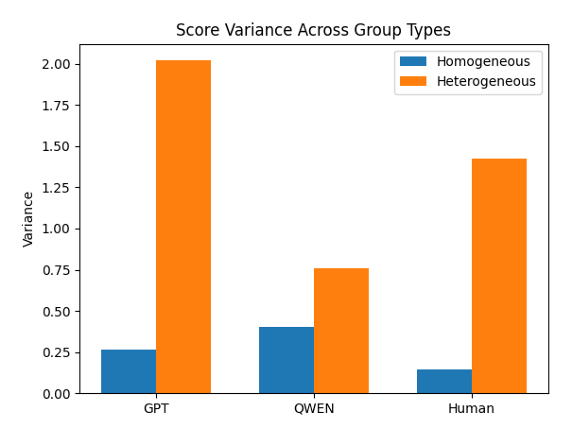 Score Variance Across Group Types
Homogeneous
Heterogeneous
Variance
2.00
1.75
1.50
1.25
1.00
0.75
0.50
0.25
0.00
GPT
QWEN
Human